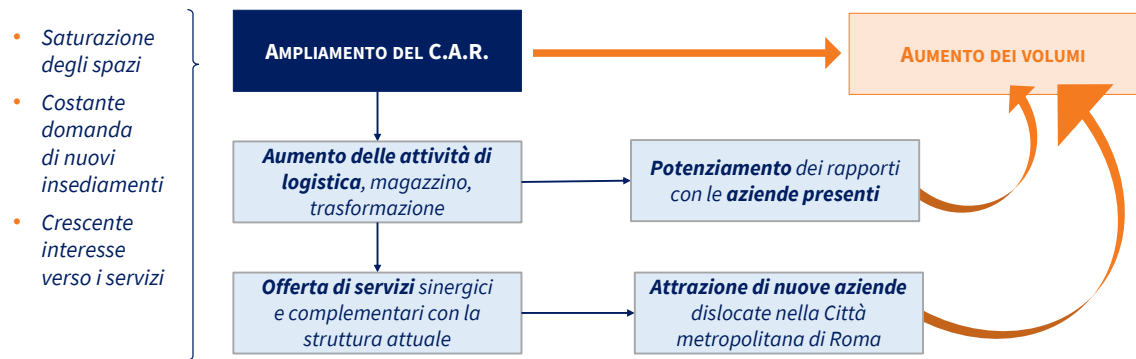 • Saturazione
degli spazi
• Costante
domanda
di nuovi
insediamenti
• Crescente
interesse
verso i servizi
AMPLIAMENTO DEL C.A.R.
AUMENTO DEI VOLUMI
Aumento delle attività di
logistica, magazzino,
trasformazione
Potenziamento dei rapporti
con le aziende presenti
Offerta di servizi sinergici
e complementari con la
struttura attuale
Attrazione di nuove aziende
dislocate nella Città
metropolitana di Roma